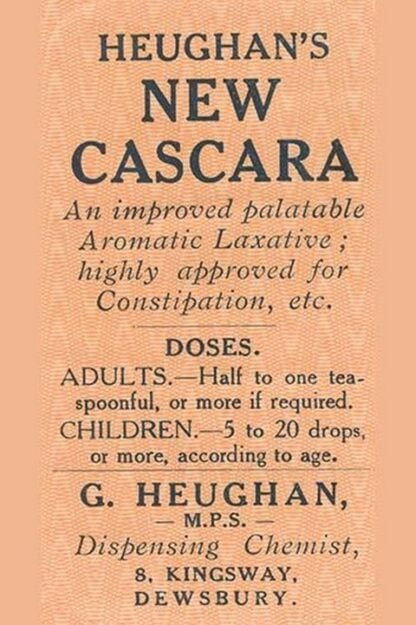 HEUGHAN'S
NEW
CASCARA
An improved palatable
Aromatic Laxative;
highly approved for
Constipation, etc.
DOSES.
ADULTS.—Half to one tea-
spoonful, or more if required.
CHILDREN.—5 to 20 drops,
or more, according to age.
G. HEUGHAN,
— M.P.S. —
Dispensing Chemist,
8, KINGSWAY,
DEWSBURY.